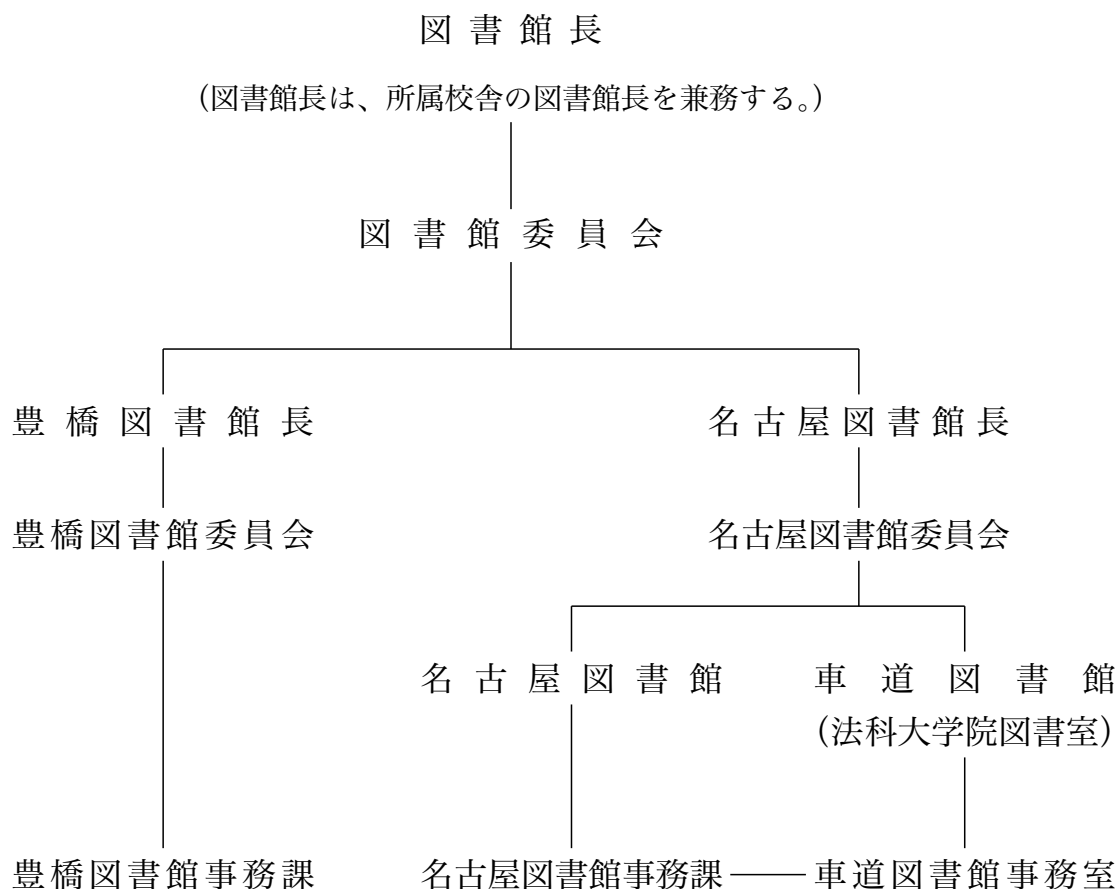 図書館長
(図書館長は、所属校舎の図書館長を兼務する。)
図書館委員会
豊橋図書館長
名古屋図書館長
豊橋図書館委員会
名古屋図書館委員会
名古屋図書館
車道図書館
(法科大学院図書室)
豊橋図書館事務課
名古屋図書館事務課
車道図書館事務室